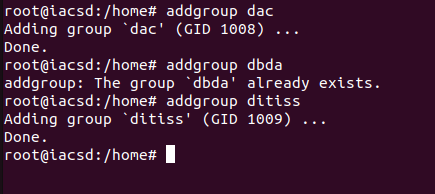 root@iacsd:/home# addgroup dac
Adding group `dac' (GID 1008) ...
Done.
root@iacsd:/home# addgroup dbda
addgroup: The group `dbda' already exists.
root@iacsd:/home# addgroup ditiss
Adding group `ditiss' (GID 1009) ...
Done.
root@iacsd:/home#